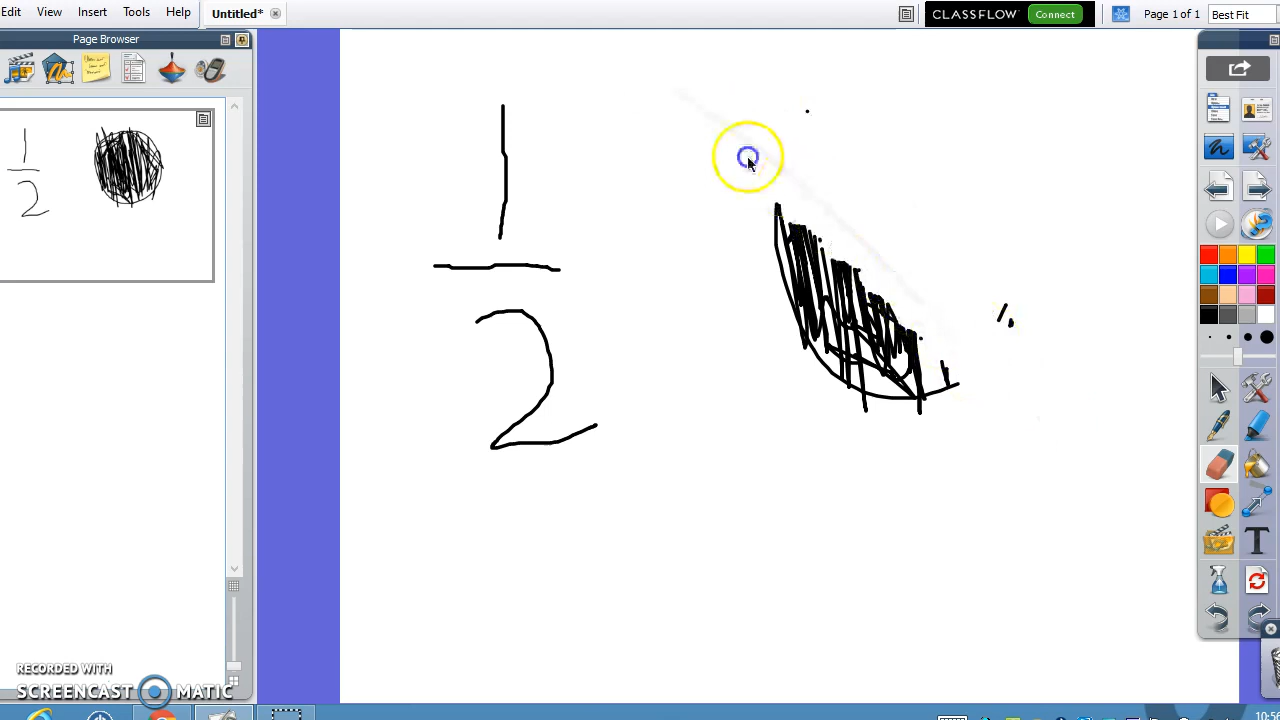 Edit View Insert Tools Help Untitled* CLASSFLOW Connect Page 1 of 1 Best Fit
Page Browser
1
2
1
2
T
RECORDED WITH
SCREENCAST MATIC